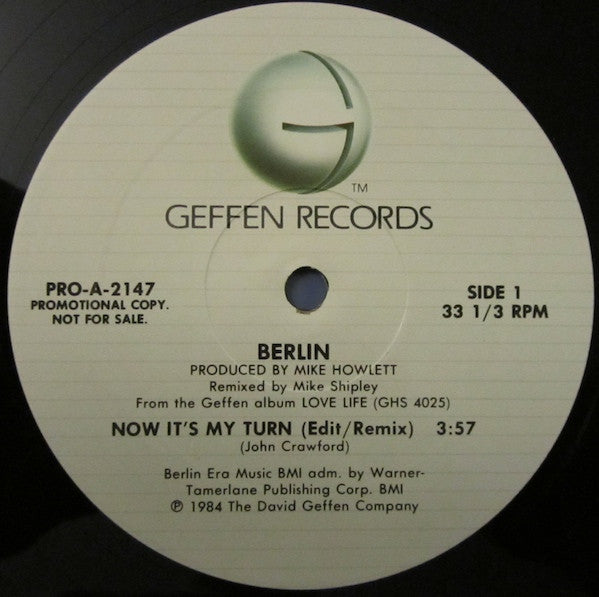 G
TM
GEFFEN RECORDS
PRO-A-2147
PROMOTIONAL COPY.
NOT FOR SALE.
SIDE 1
33 1/3 RPM
BERLIN
PRODUCED BY MIKE HOWLETT
Remixed by Mike Shipley
From the Geffen album LOVE LIFE (GHS 4025)
NOW IT'S MY TURN (Edit/Remix) 3:57
(John Crawford)
Berlin Era Music BMI adm. by Warner-
Tamerlane Publishing Corp. BMI
℗ 1984 The David Geffen Company